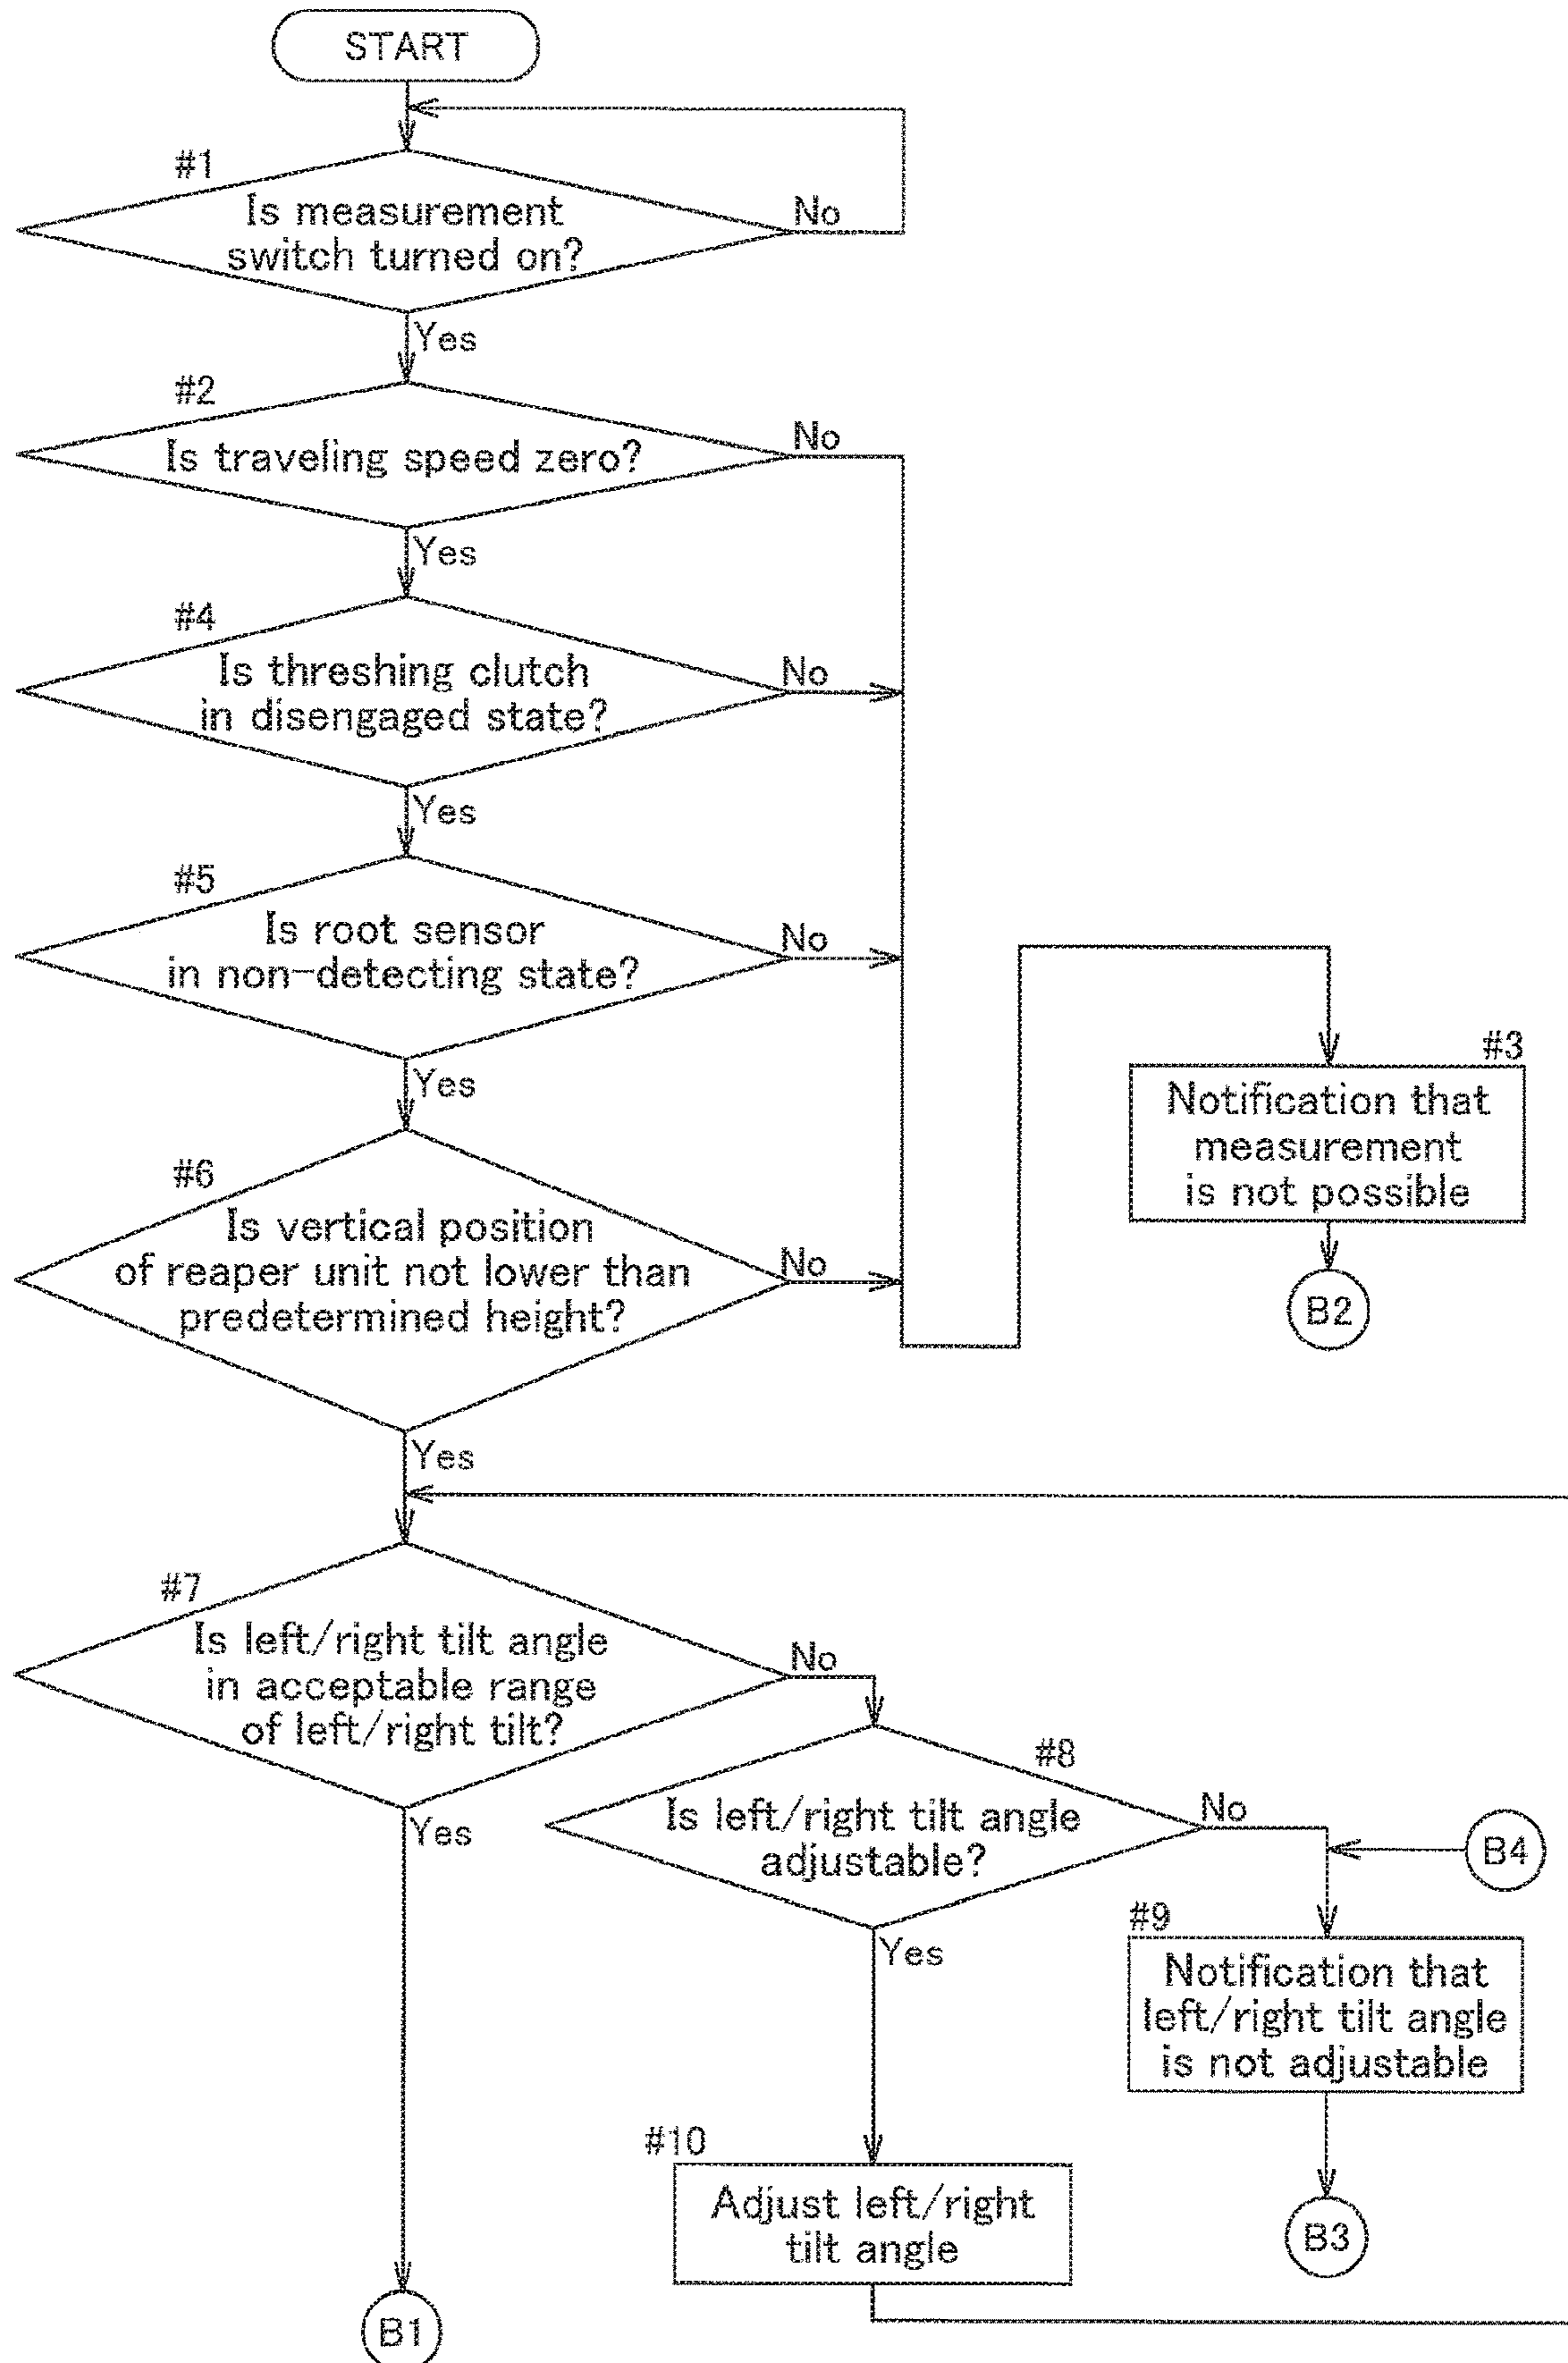 START
#1
Is measurement
switch turned on?
No
Yes
#2
Is traveling speed zero?
No
Yes
#4
Is threshing clutch
in disengaged state?
No
Yes
#5
Is root sensor
in non-detecting state?
No
Yes
#3
Notification that
measurement
is not possible
B2
#6
Is vertical position
of reaper unit not lower than
predetermined height?
No
Yes
#7
Is left/right tilt angle
in acceptable range
of left/right tilt?
No
Yes
#8
Is left/right tilt angle
adjustable?
No
Yes
B4
#9
Notification that
left/right tilt angle
is not adjustable
B3
#10
Adjust left/right
tilt angle
B1